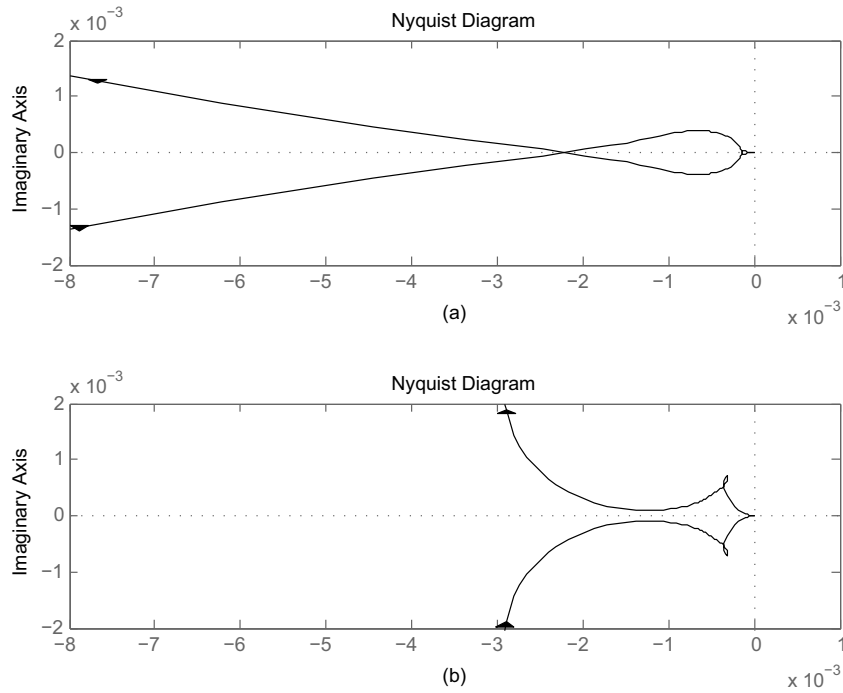 x 10−3
Nyquist Diagram
2
1
0
−1
−2
Imaginary Axis
−8 −7 −6 −5 −4 −3 −2 −1 0 1
x 10−3
(a)
x 10−3
Nyquist Diagram
2
1
0
−1
−2
Imaginary Axis
−8 −7 −6 −5 −4 −3 −2 −1 0 1
x 10−3
(b)